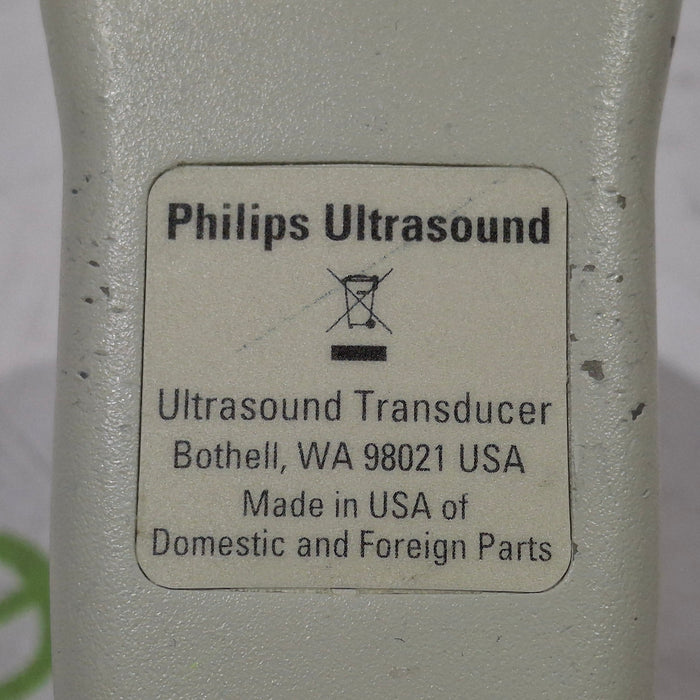 Philips Ultrasound
Ultrasound Transducer
Bothell, WA 98021 USA
Made in USA of
Domestic and Foreign Parts